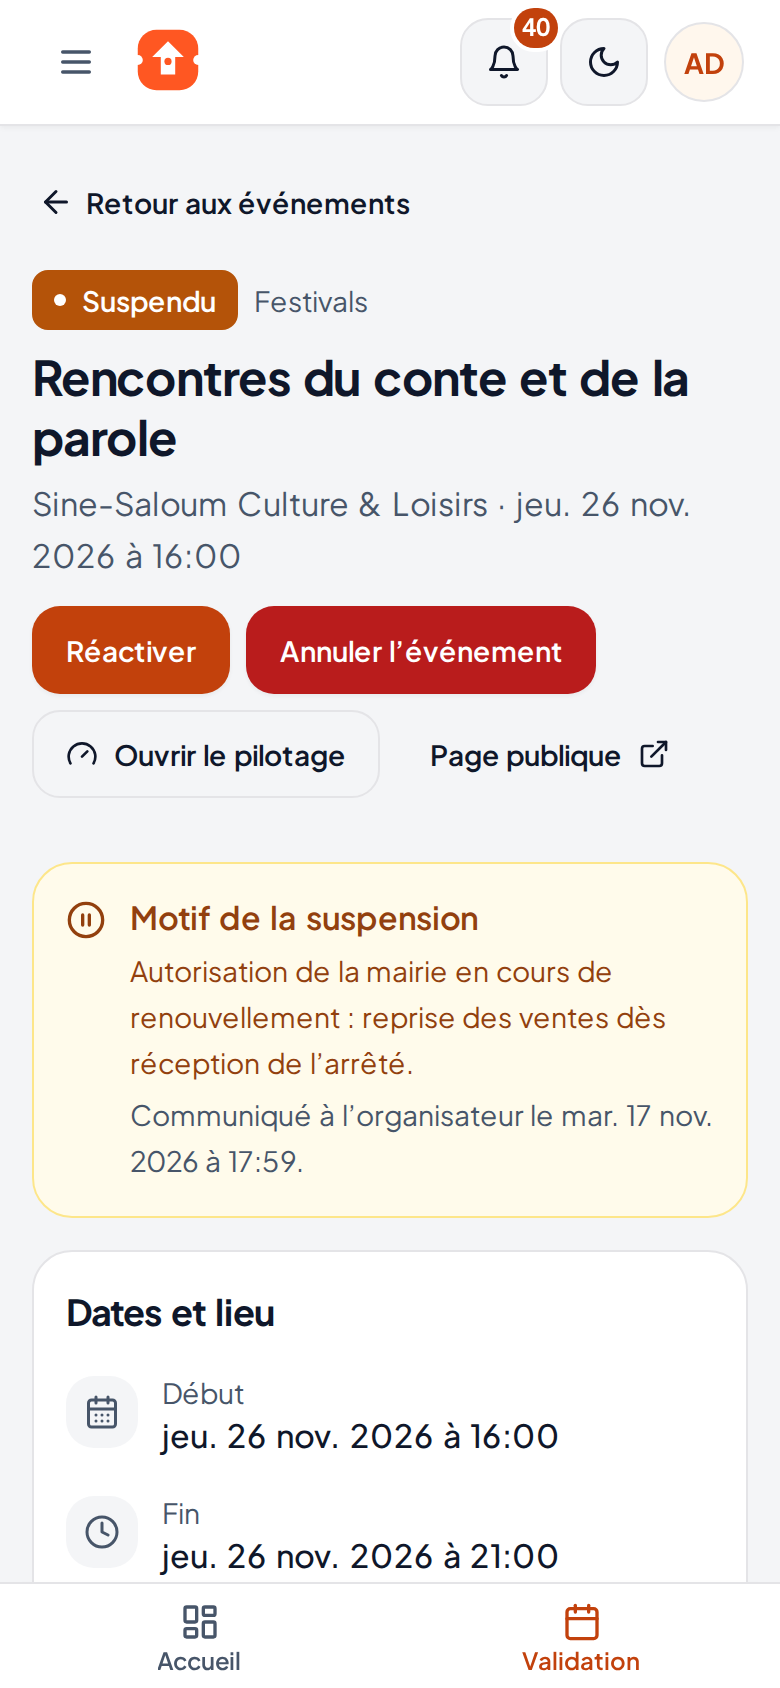 40
AD
Retour aux événements
Suspendu
Festivals
Rencontres du conte et de la
parole
Sine-Saloum Culture & Loisirs · jeu. 26 nov.
2026 à 16:00
Réactiver
Annuler l’événement
Ouvrir le pilotage
Page publique
Motif de la suspension
Autorisation de la mairie en cours de
renouvellement : reprise des ventes dès
réception de l’arrêté.
Communiqué à l’organisateur le mar. 17 nov.
2026 à 17:59.
Dates et lieu
Début
jeu. 26 nov. 2026 à 16:00
Fin
jeu. 26 nov. 2026 à 21:00
Accueil
Validation